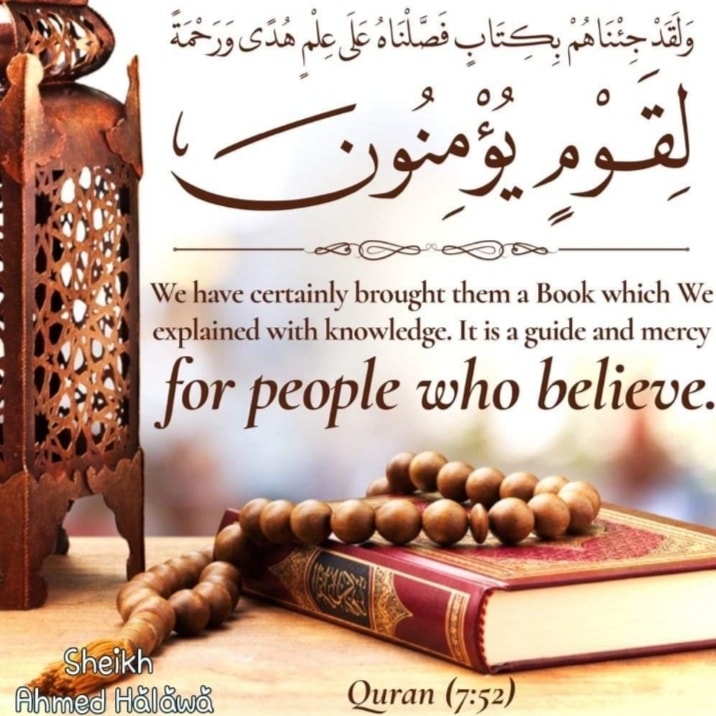 وَلَقَدْ جِئْنَاهُمْ بِكِتَابٍ فَصَّلْنَاهُ عَلَىٰ عِلْمٍ هُدًى وَرَحْمَةً
لِقَوْمٍ يُؤْمِنُونَ
We have certainly brought them a Book which We
explained with knowledge. It is a guide and mercy
for people who believe.
Sheikh
Ahmed Hălăwă
Quran (7:52)